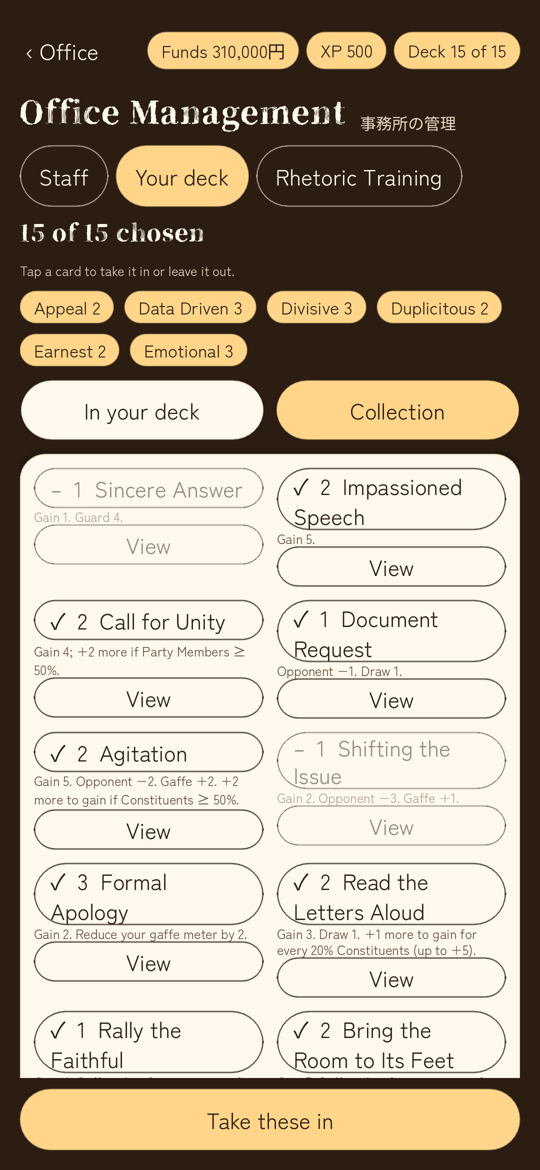 ‹ Office
Funds 310,000円
XP 500
Deck 15 of 15
Office Management 事務所の管理
Staff
Your deck
Rhetoric Training
15 of 15 chosen
Tap a card to take it in or leave it out.
Appeal 2
Data Driven 3
Divisive 3
Duplicitous 2
Earnest 2
Emotional 3
In your deck
Collection
– 1 Sincere Answer
Gain 1. Guard 4.
View
✓ 2 Impassioned
Speech
Gain 5.
View
✓ 2 Call for Unity
Gain 4; +2 more if Party Members ≥
50%.
View
✓ 1 Document
Request
Opponent −1. Draw 1.
View
✓ 2 Agitation
Gain 5. Opponent −2. Gaffe +2. +2
more to gain if Constituents ≥ 50%.
View
– 1 Shifting the
Issue
Gain 2. Opponent −3. Gaffe +1.
View
✓ 3 Formal
Apology
Gain 2. Reduce your gaffe meter by 2.
View
✓ 2 Read the
Letters Aloud
Gain 3. Draw 1. +1 more to gain for
every 20% Constituents (up to +5).
View
✓ 1 Rally the
Faithful
✓ 2 Bring the
Room to Its Feet
Take these in